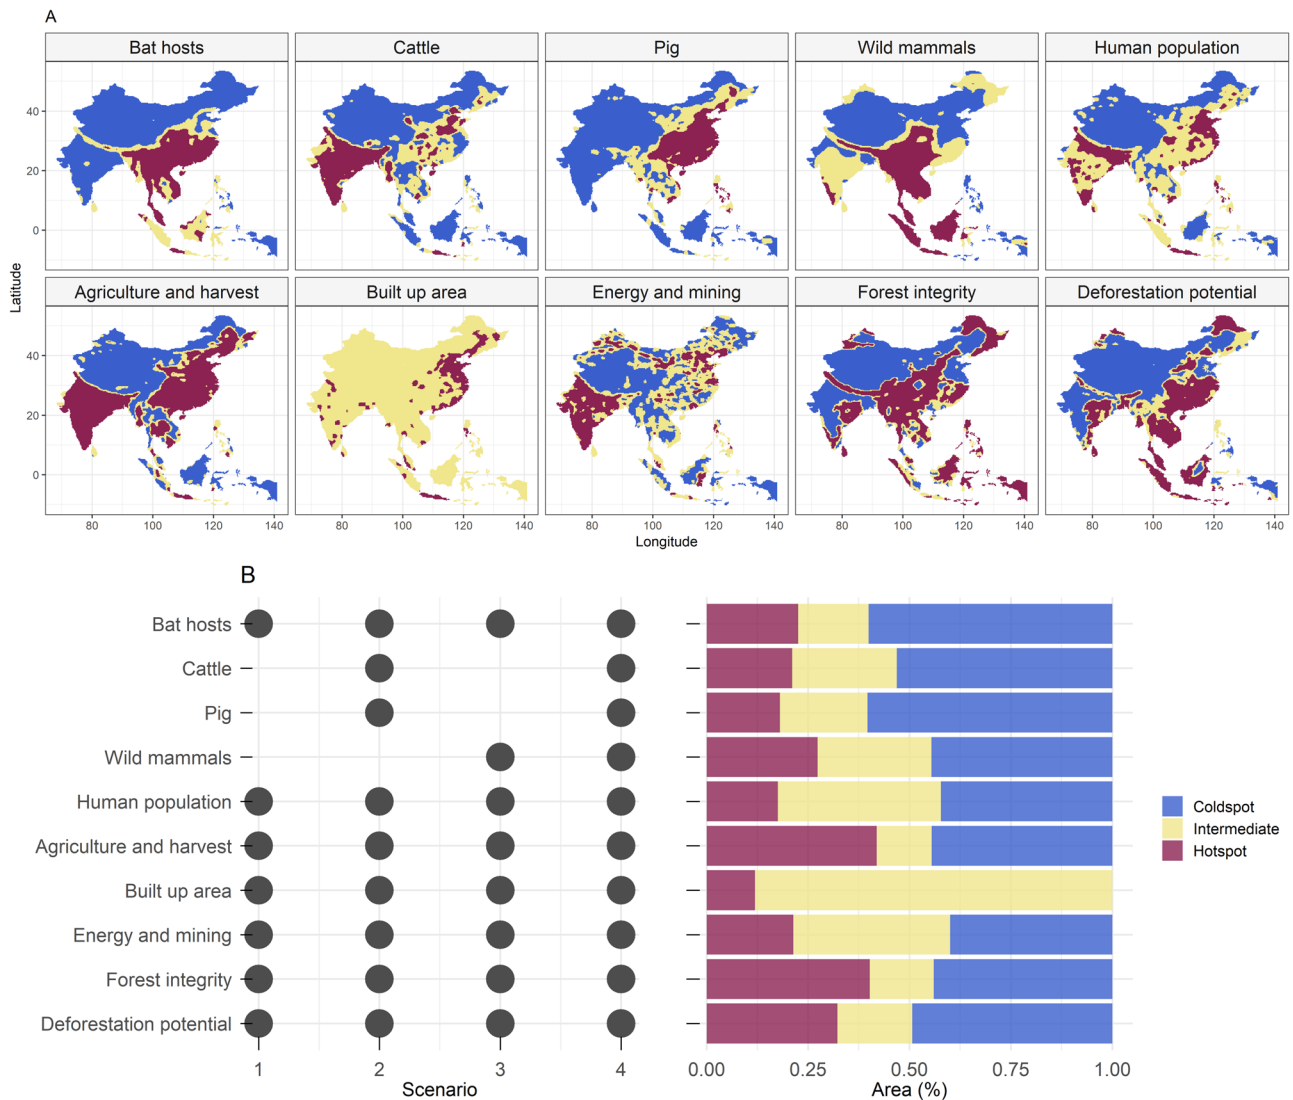 A
Bat hosts Cattle Pig Wild mammals Human population
40
20
0
Agriculture and harvest Built up area Energy and mining Forest integrity Deforestation potential
40
20
0
Latitude
80 100 120 140 80 100 120 140 80 100 120 140 80 100 120 140 80 100 120 140
Longitude
B
Bat hosts
Cattle
Pig
Wild mammals
Human population
Agriculture and harvest
Built up area
Energy and mining
Forest integrity
Deforestation potential
1 2 3 4
Scenario
0.00 0.25 0.50 0.75 1.00
Area (%)
Coldspot
Intermediate
Hotspot